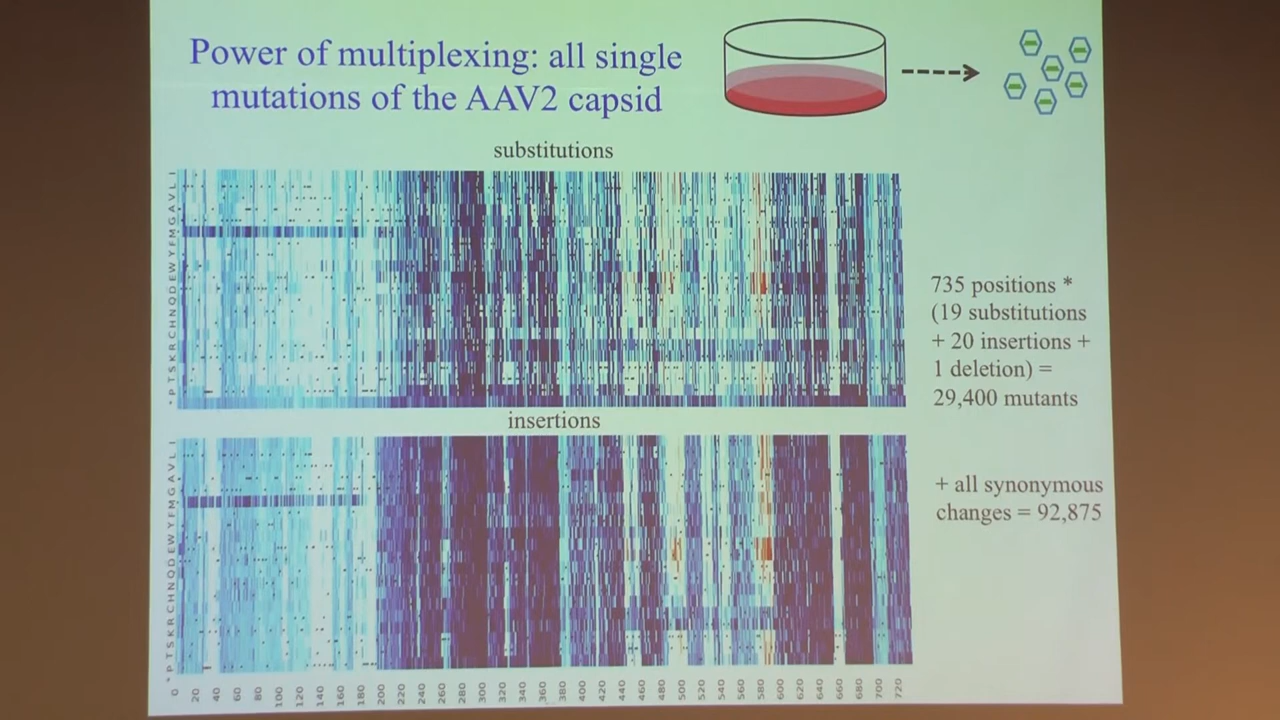 Power of multiplexing: all single
mutations of the AAV2 capsid
substitutions
* P T S K R C H N Q D E W Y F M G A V L I
735 positions *
(19 substitutions
+ 20 insertions +
1 deletion) =
29,400 mutants
insertions
* P T S K R C H N Q D E W Y F M G A V L I
+ all synonymous
changes = 92,875
0 20 40 60 80 100 120 140 160 180 200 220 240 260 280 300 320 340 360 380 400 420 440 460 480 500 520 540 560 580 600 620 640 660 680 700 720